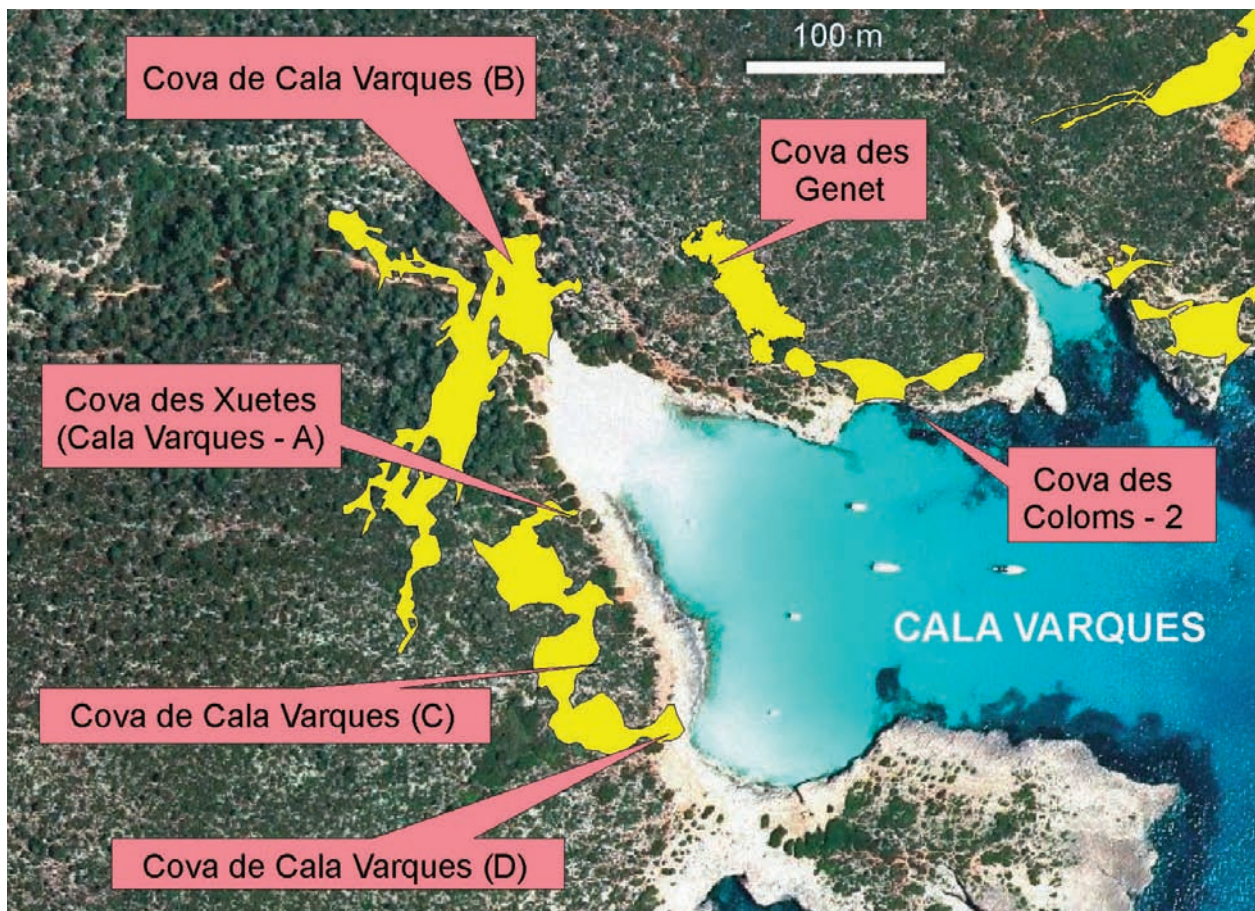 100 m
Cova de Cala Varques (B)
Cova des
Genet
Cova des Xuetes
(Cala Varques - A)
Cova des
Coloms - 2
CALA VARQUES
Cova de Cala Varques (C)
Cova de Cala Varques (D)